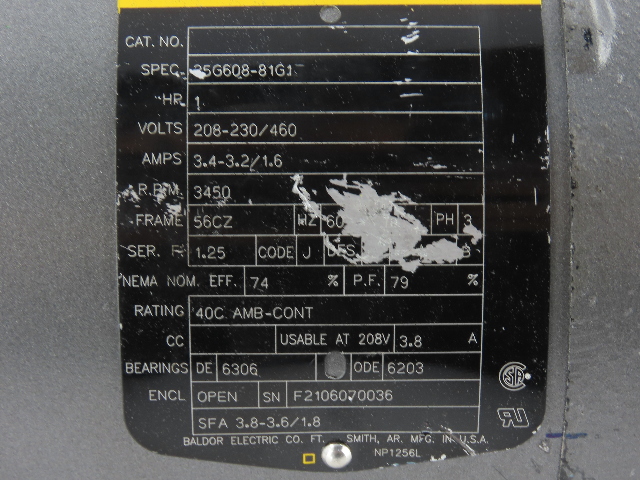 CAT. NO.
SPEC. 35G608-81G1
HP 1
VOLTS 208-230/460
AMPS 3.4-3.2/1.6
R.P.M. 3450
FRAME 56CZ HZ 60 PH 3
SER. F. 1.25 CODE J DES B
NEMA NOM. EFF. 74 % P.F. 79 %
RATING 40C AMB-CONT
CC USABLE AT 208V 3.8 A
BEARINGS DE 6306 ODE 6203
ENCL OPEN SN F2106070036
SFA 3.8-3.6/1.8
BALDOR ELECTRIC CO. FT. SMITH, AR. MFG. IN U.S.A.
NP1256L